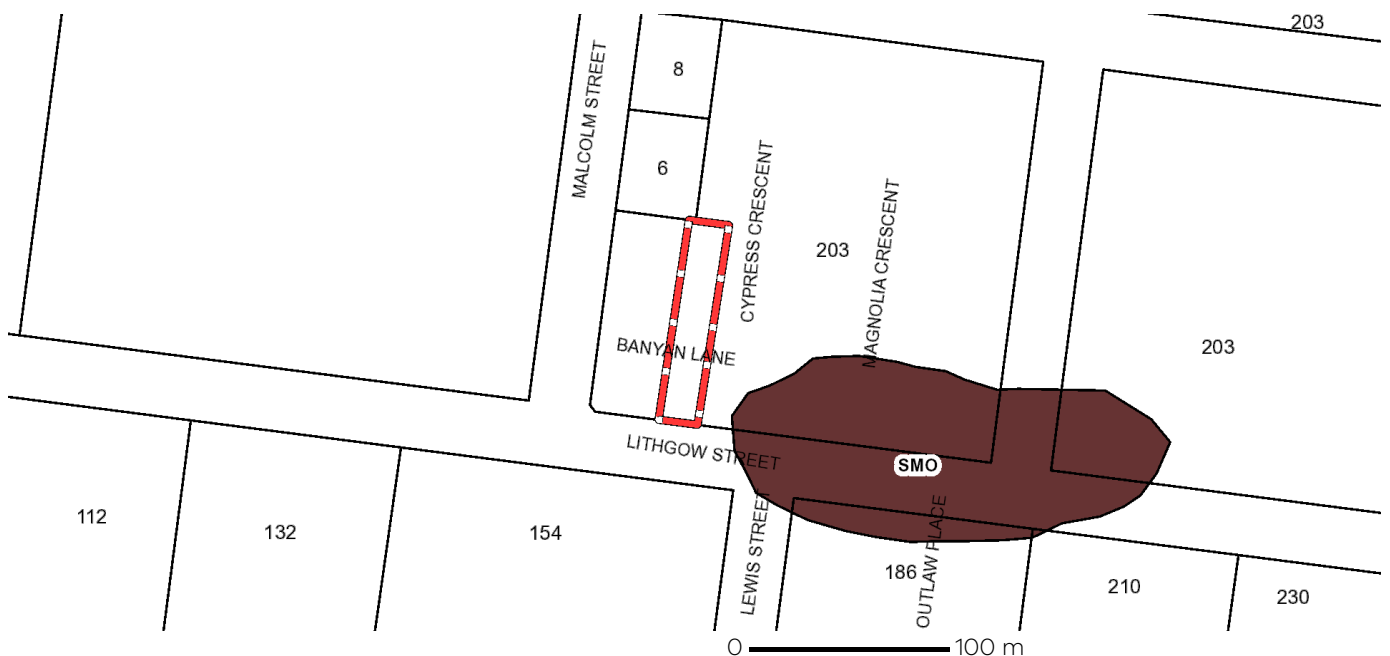 203
8
MALCOLM STREET
6
CYPRESS CRESCENT
MAGNOLIA CRESCENT
203
203
BANYAN LANE
LITHGOW STREET
SMO
LEWIS STREET
OUTLAW PLACE
112
132
154
186
210
230
0 100 m